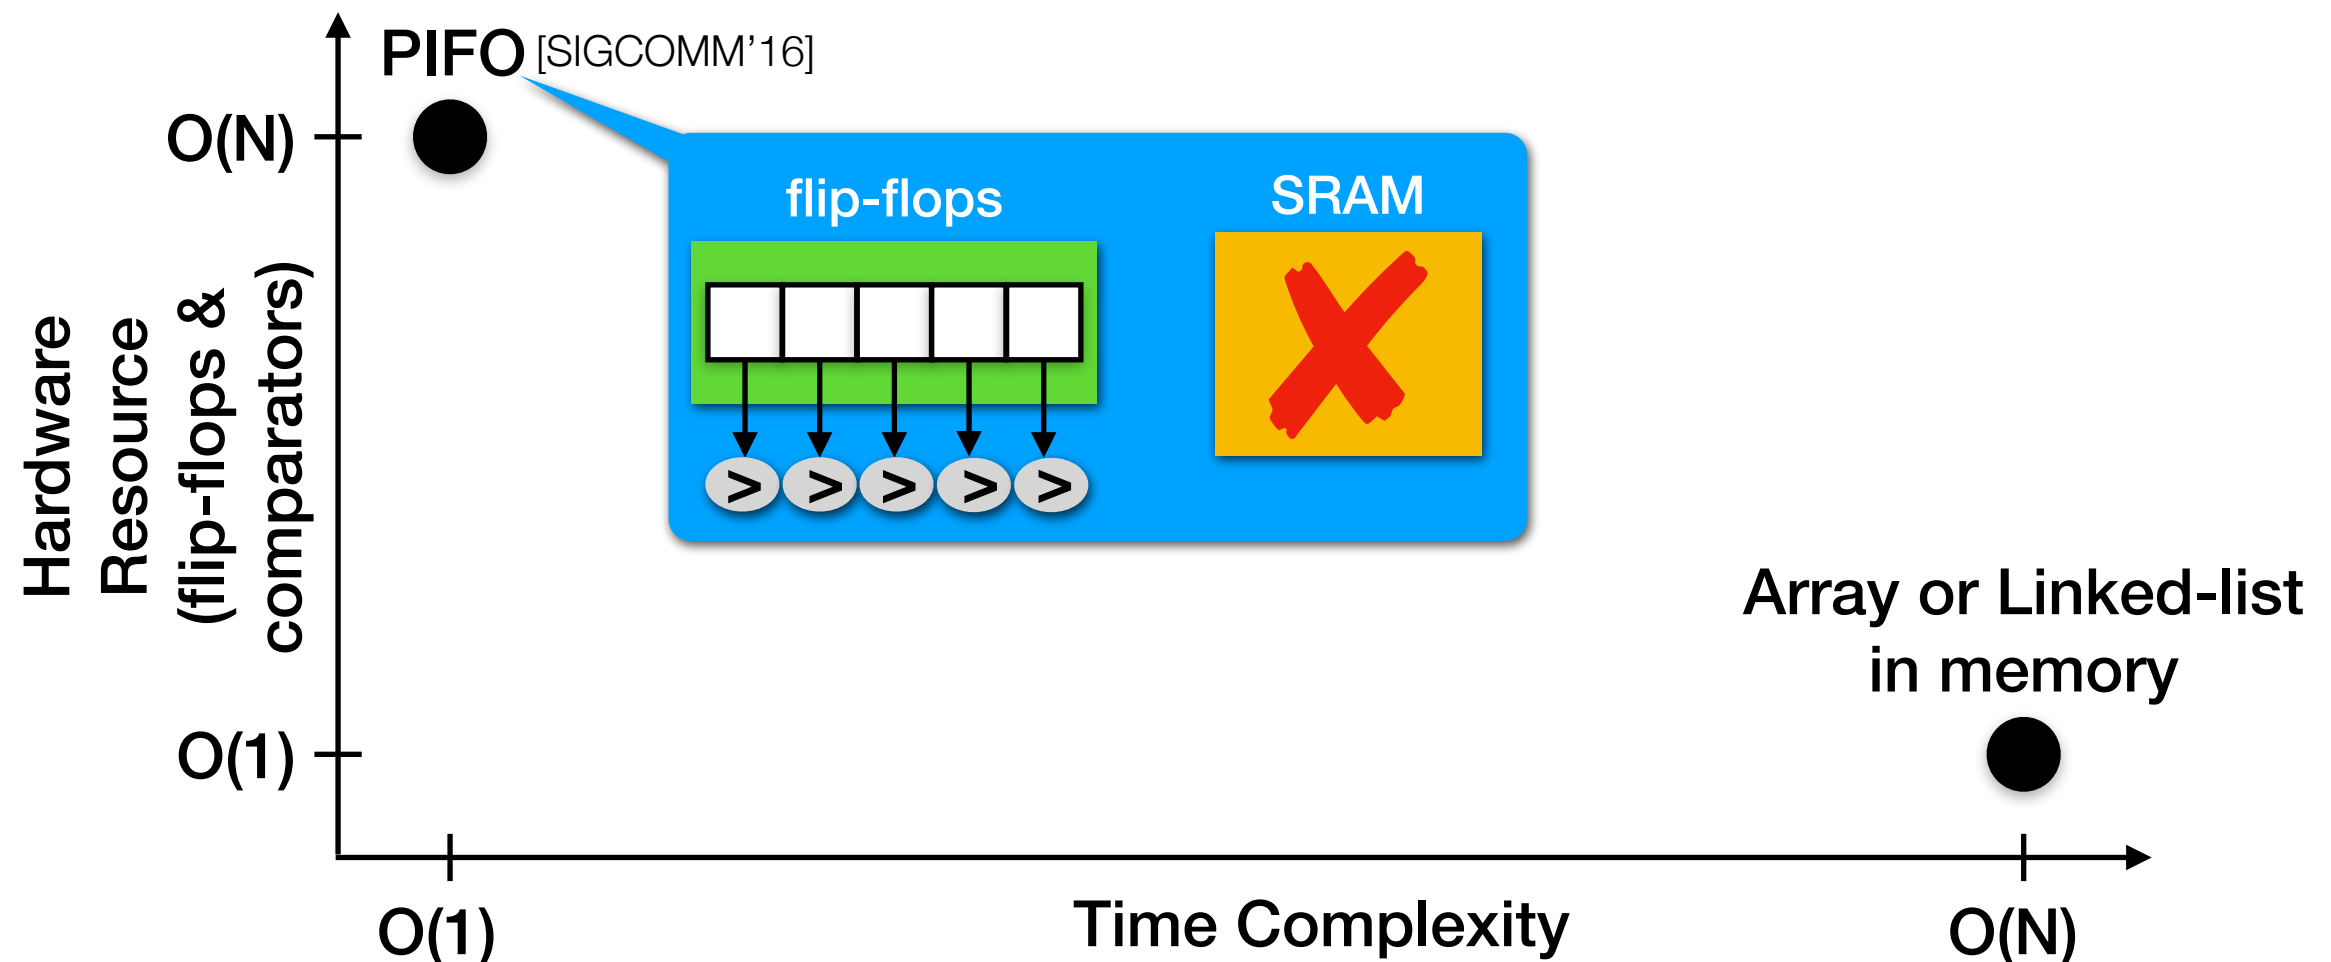 PIFO [SIGCOMM'16]
O(N)
flip-flops
SRAM
> > > > >
Hardware
Resource
(flip-flops &
comparators)
Array or Linked-list
in memory
O(1)
O(1)
Time Complexity
O(N)